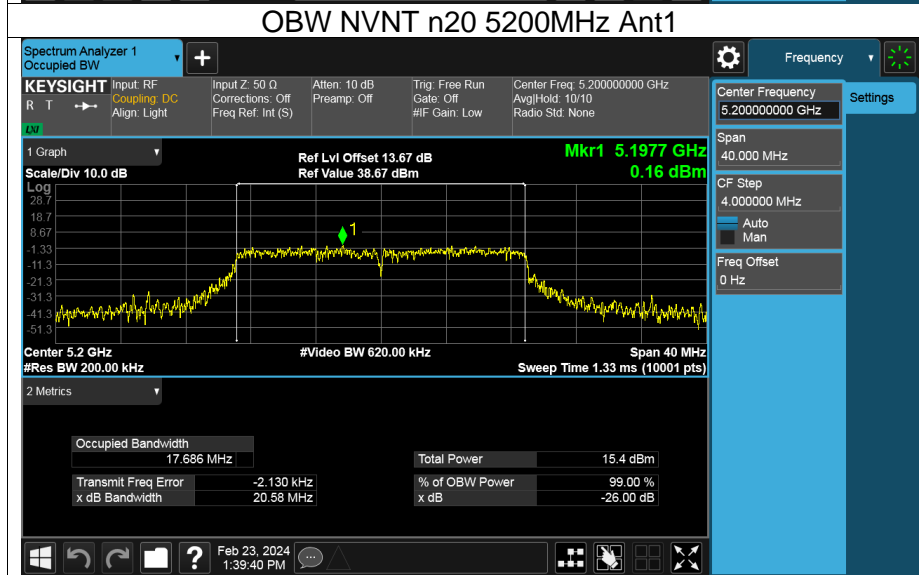 OBW NVNT n20 5200MHz Ant1
Spectrum Analyzer 1
Occupied BW
+
Frequency
KEYSIGHT
R T
LXI
Input: RF
Coupling: DC
Align: Light
Input Z: 50 Ω
Corrections: Off
Freq Ref: Int (S)
Atten: 10 dB
Preamp: Off
Trig: Free Run
Gate: Off
#IF Gain: Low
Center Freq: 5.200000000 GHz
Avg|Hold: 10/10
Radio Std: None
Center Frequency
5.200000000 GHz
Settings
Span
40.000 MHz
CF Step
4.000000 MHz
Auto
Man
Freq Offset
0 Hz
1 Graph
Scale/Div 10.0 dB
Ref Lvl Offset 13.67 dB
Ref Value 38.67 dBm
Mkr1 5.1977 GHz
0.16 dBm
Log
28.7
18.7
8.67
-1.33
-11.3
-21.3
-31.3
-41.3
-51.3
1
Center 5.2 GHz
#Res BW 200.00 kHz
#Video BW 620.00 kHz
Span 40 MHz
Sweep Time 1.33 ms (10001 pts)
2 Metrics
Occupied Bandwidth
17.686 MHz
Transmit Freq Error -2.130 kHz
x dB Bandwidth 20.58 MHz
Total Power 15.4 dBm
% of OBW Power 99.00 %
x dB -26.00 dB
?
Feb 23, 2024
1:39:40 PM